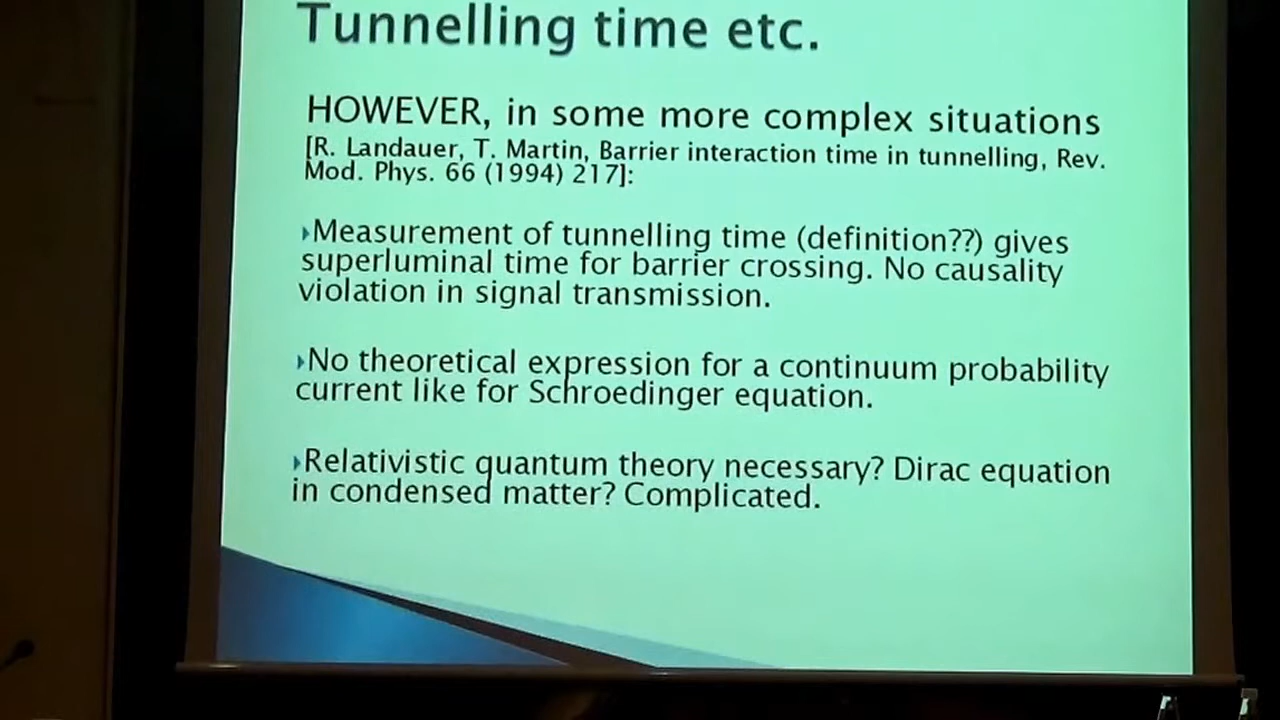 Tunnelling time etc.
HOWEVER, in some more complex situations
[R. Landauer, T. Martin, Barrier interaction time in tunnelling, Rev.
Mod. Phys. 66 (1994) 217]:
Measurement of tunnelling time (definition??) gives
superluminal time for barrier crossing. No causality
violation in signal transmission.
No theoretical expression for a continuum probability
current like for Schroedinger equation.
Relativistic quantum theory necessary? Dirac equation
in condensed matter? Complicated.